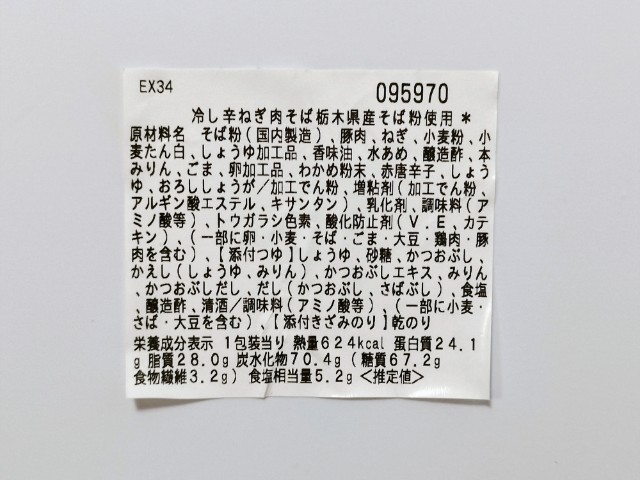 EX34 095970
冷し辛ねぎ肉そば栃木県産そば粉使用＊
原材料名 そば粉(国内製造)、豚肉、ねぎ、小麦粉、小
麦たん白、しょうゆ加工品、香味油、水あめ、醸造酢、本
みりん、ごま、卵加工品、わかめ粉末、赤唐辛子、しょう
ゆ、おろししょうが／加工でん粉、増粘剤(加工でん粉、
アルギン酸エステル、キサンタン)、乳化剤、調味料(ア
ミノ酸等)、トウガラシ色素、酸化防止剤(V．E、カテ
キン)、(一部に卵・小麦・そば・ごま・大豆・鶏肉・豚
肉を含む)、【添付つゆ】しょうゆ、砂糖、かつおぶし、
かえし(しょうゆ、みりん)、かつおぶしエキス、みりん
、かつおぶしだし、だし(かつおぶし、さばぶし)、食塩
、醸造酢、清酒／調味料(アミノ酸等)、(一部に小麦・
さば・大豆を含む)、【添付きざみのり】乾のり
栄養成分表示 1包装当り 熱量624kcal 蛋白質24.1
g 脂質28.0g 炭水化物70.4g(糖質67.2g
食物繊維3.2g) 食塩相当量5.2g＜推定値＞